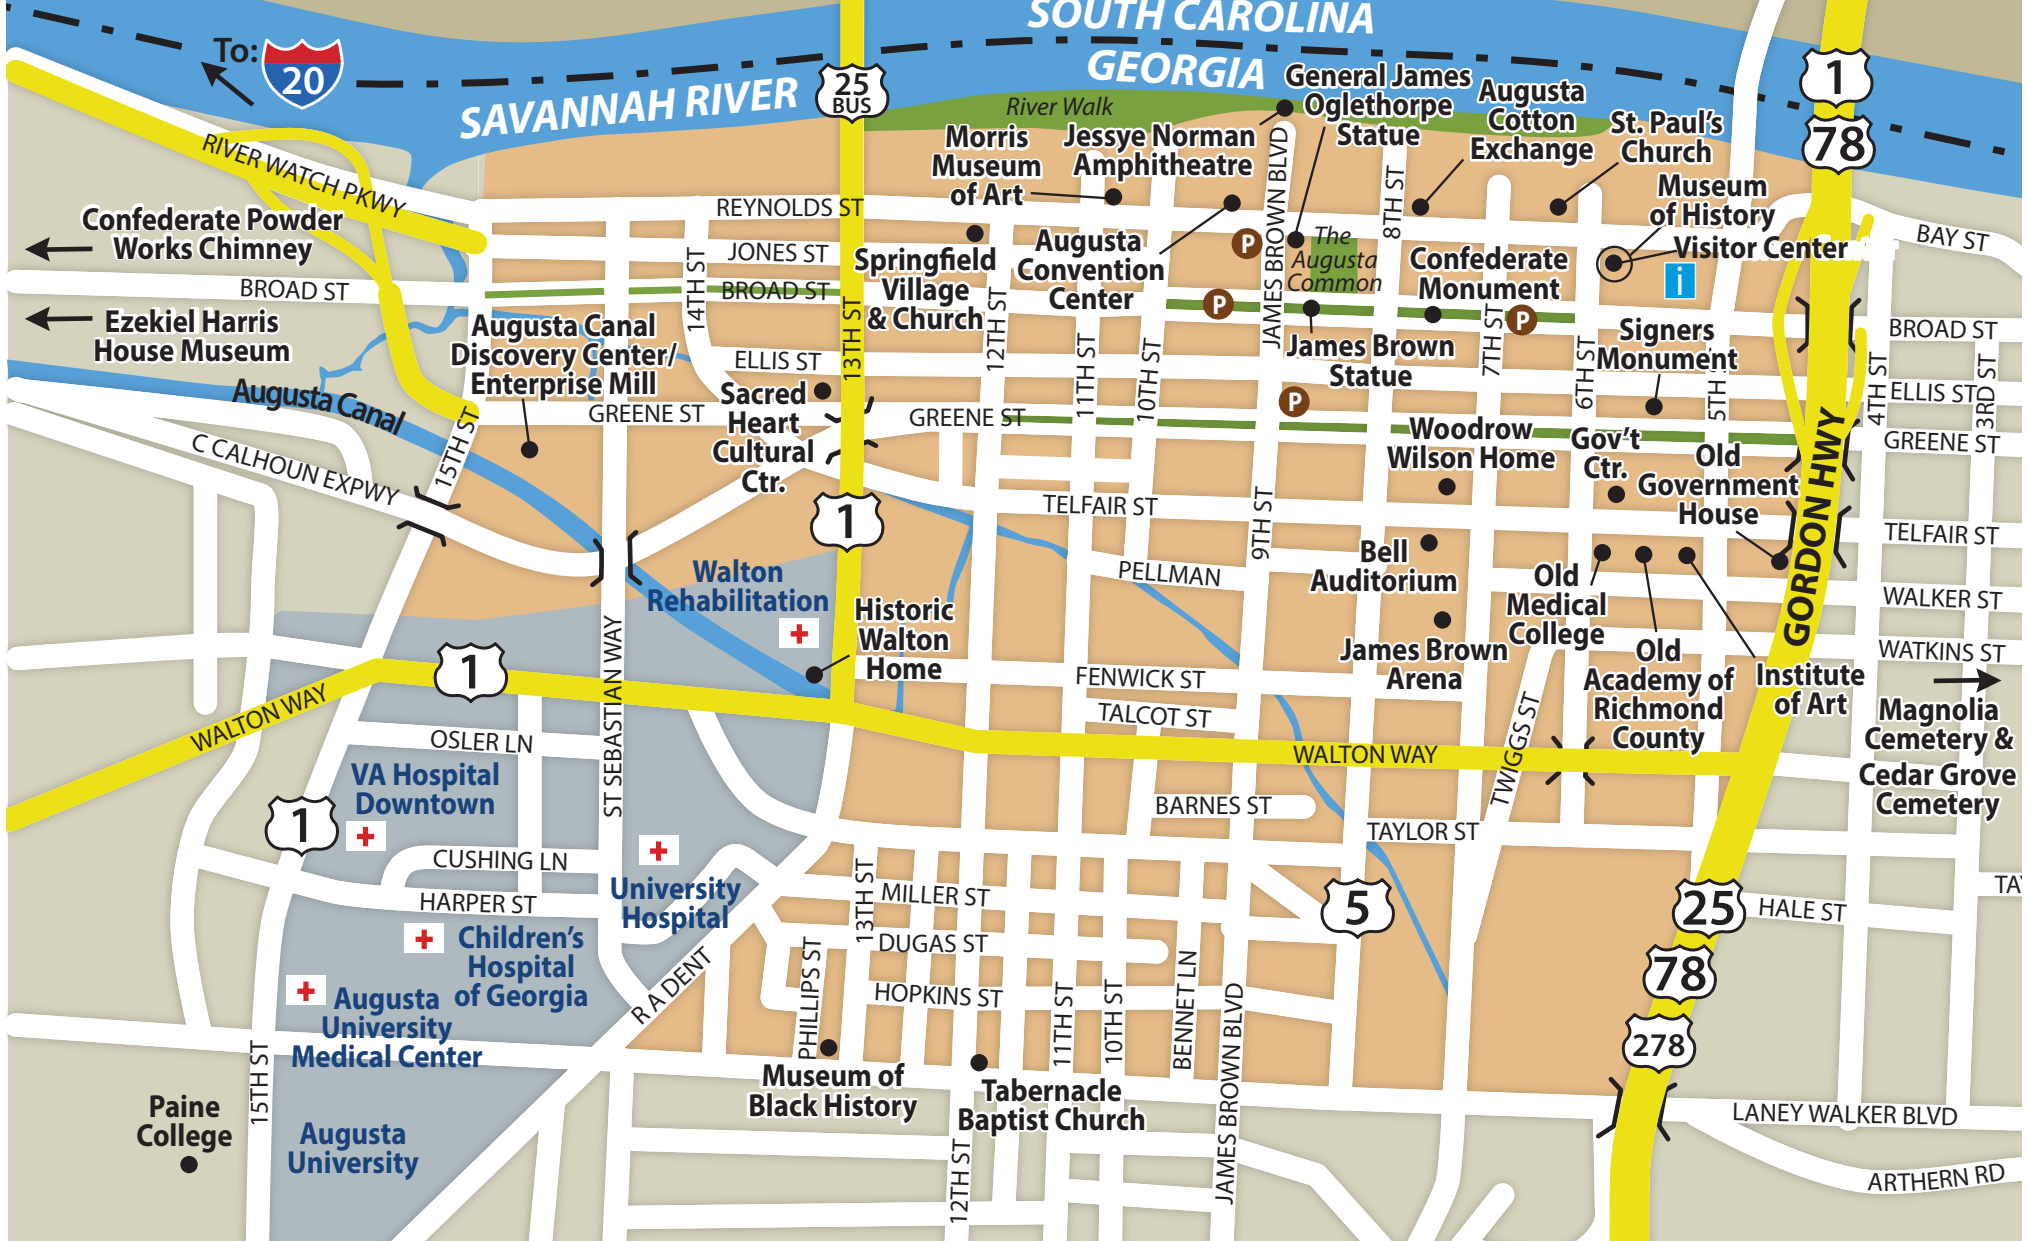 SOUTH CAROLINA
GEORGIA
To:
20
SAVANNAH RIVER
25
BUS
1
78
River Walk
General James
Oglethorpe
Statue
Augusta
Cotton
Exchange
St. Paul's
Church
Morris
Museum
of Art
Jessye Norman
Amphitheatre
Museum
of History
Visitor Center
i
RIVER WATCH PKWY
REYNOLDS ST
JAMES BROWN BLVD
8TH ST
BAY ST
Confederate Powder
Works Chimney
JONES ST
Springfield
Village
& Church
Augusta
Convention
Center
P
The
Augusta
Common
Confederate
Monument
BROAD ST
BROAD ST
14TH ST
13TH ST
12TH ST
P
P
7TH ST
BROAD ST
Ezekiel Harris
House Museum
Augusta Canal
Discovery Center/
Enterprise Mill
ELLIS ST
11TH ST
10TH ST
James Brown
Statue
6TH ST
Signers
Monument
5TH
4TH ST
3RD ST
ELLIS ST
Augusta Canal
Sacred
Heart
Cultural
Ctr.
GREENE ST
GREENE ST
P
Woodrow
Wilson Home
Gov't
Ctr.
Old
Government
House
GORDON HWY
GREENE ST
C CALHOUN EXPWY
15TH ST
1
TELFAIR ST
9TH ST
TELFAIR ST
Walton
Rehabilitation
PELLMAN
Bell
Auditorium
Old
Medical
College
WALKER ST
Historic
Walton
Home
James Brown
Arena
Old
Academy of
Richmond
County
Institute
of Art
WATKINS ST
Magnolia
Cemetery &
Cedar Grove
Cemetery
1
ST SEBASTIAN WAY
FENWICK ST
TALCOT ST
WALTON WAY
WALTON WAY
TWIGGS ST
OSLER LN
VA Hospital
Downtown
1
BARNES ST
TAYLOR ST
CUSHING LN
HARPER ST
University
Hospital
13TH ST
MILLER ST
5
25
HALE ST
TA
Children's
Hospital
of Georgia
R A DENT
PHILLIPS ST
DUGAS ST
HOPKINS ST
11TH ST
10TH ST
BENNET LN
JAMES BROWN BLVD
78
278
Augusta
University
Medical Center
15TH ST
Museum of
Black History
Tabernacle
Baptist Church
LANEY WALKER BLVD
Paine
College
Augusta
University
12TH ST
ARTHERN RD